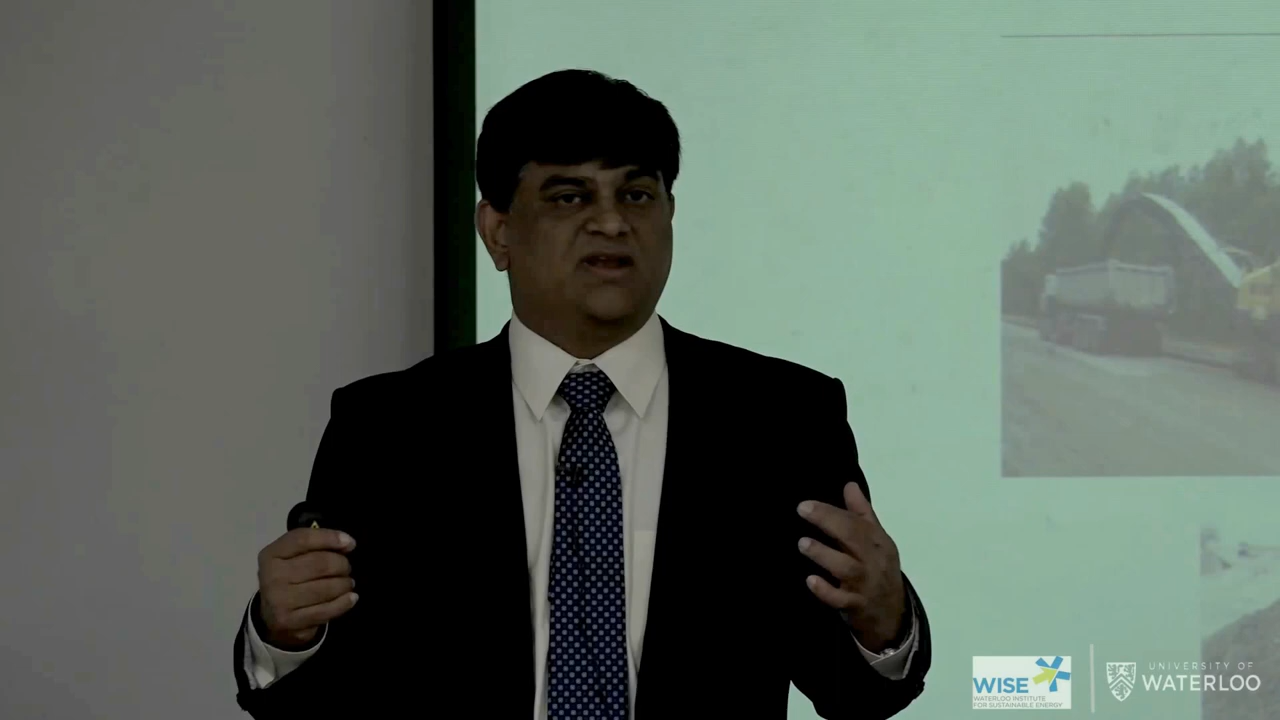 WISE
WATERLOO INSTITUTE
FOR SUSTAINABLE ENERGY
UNIVERSITY OF
WATERLOO